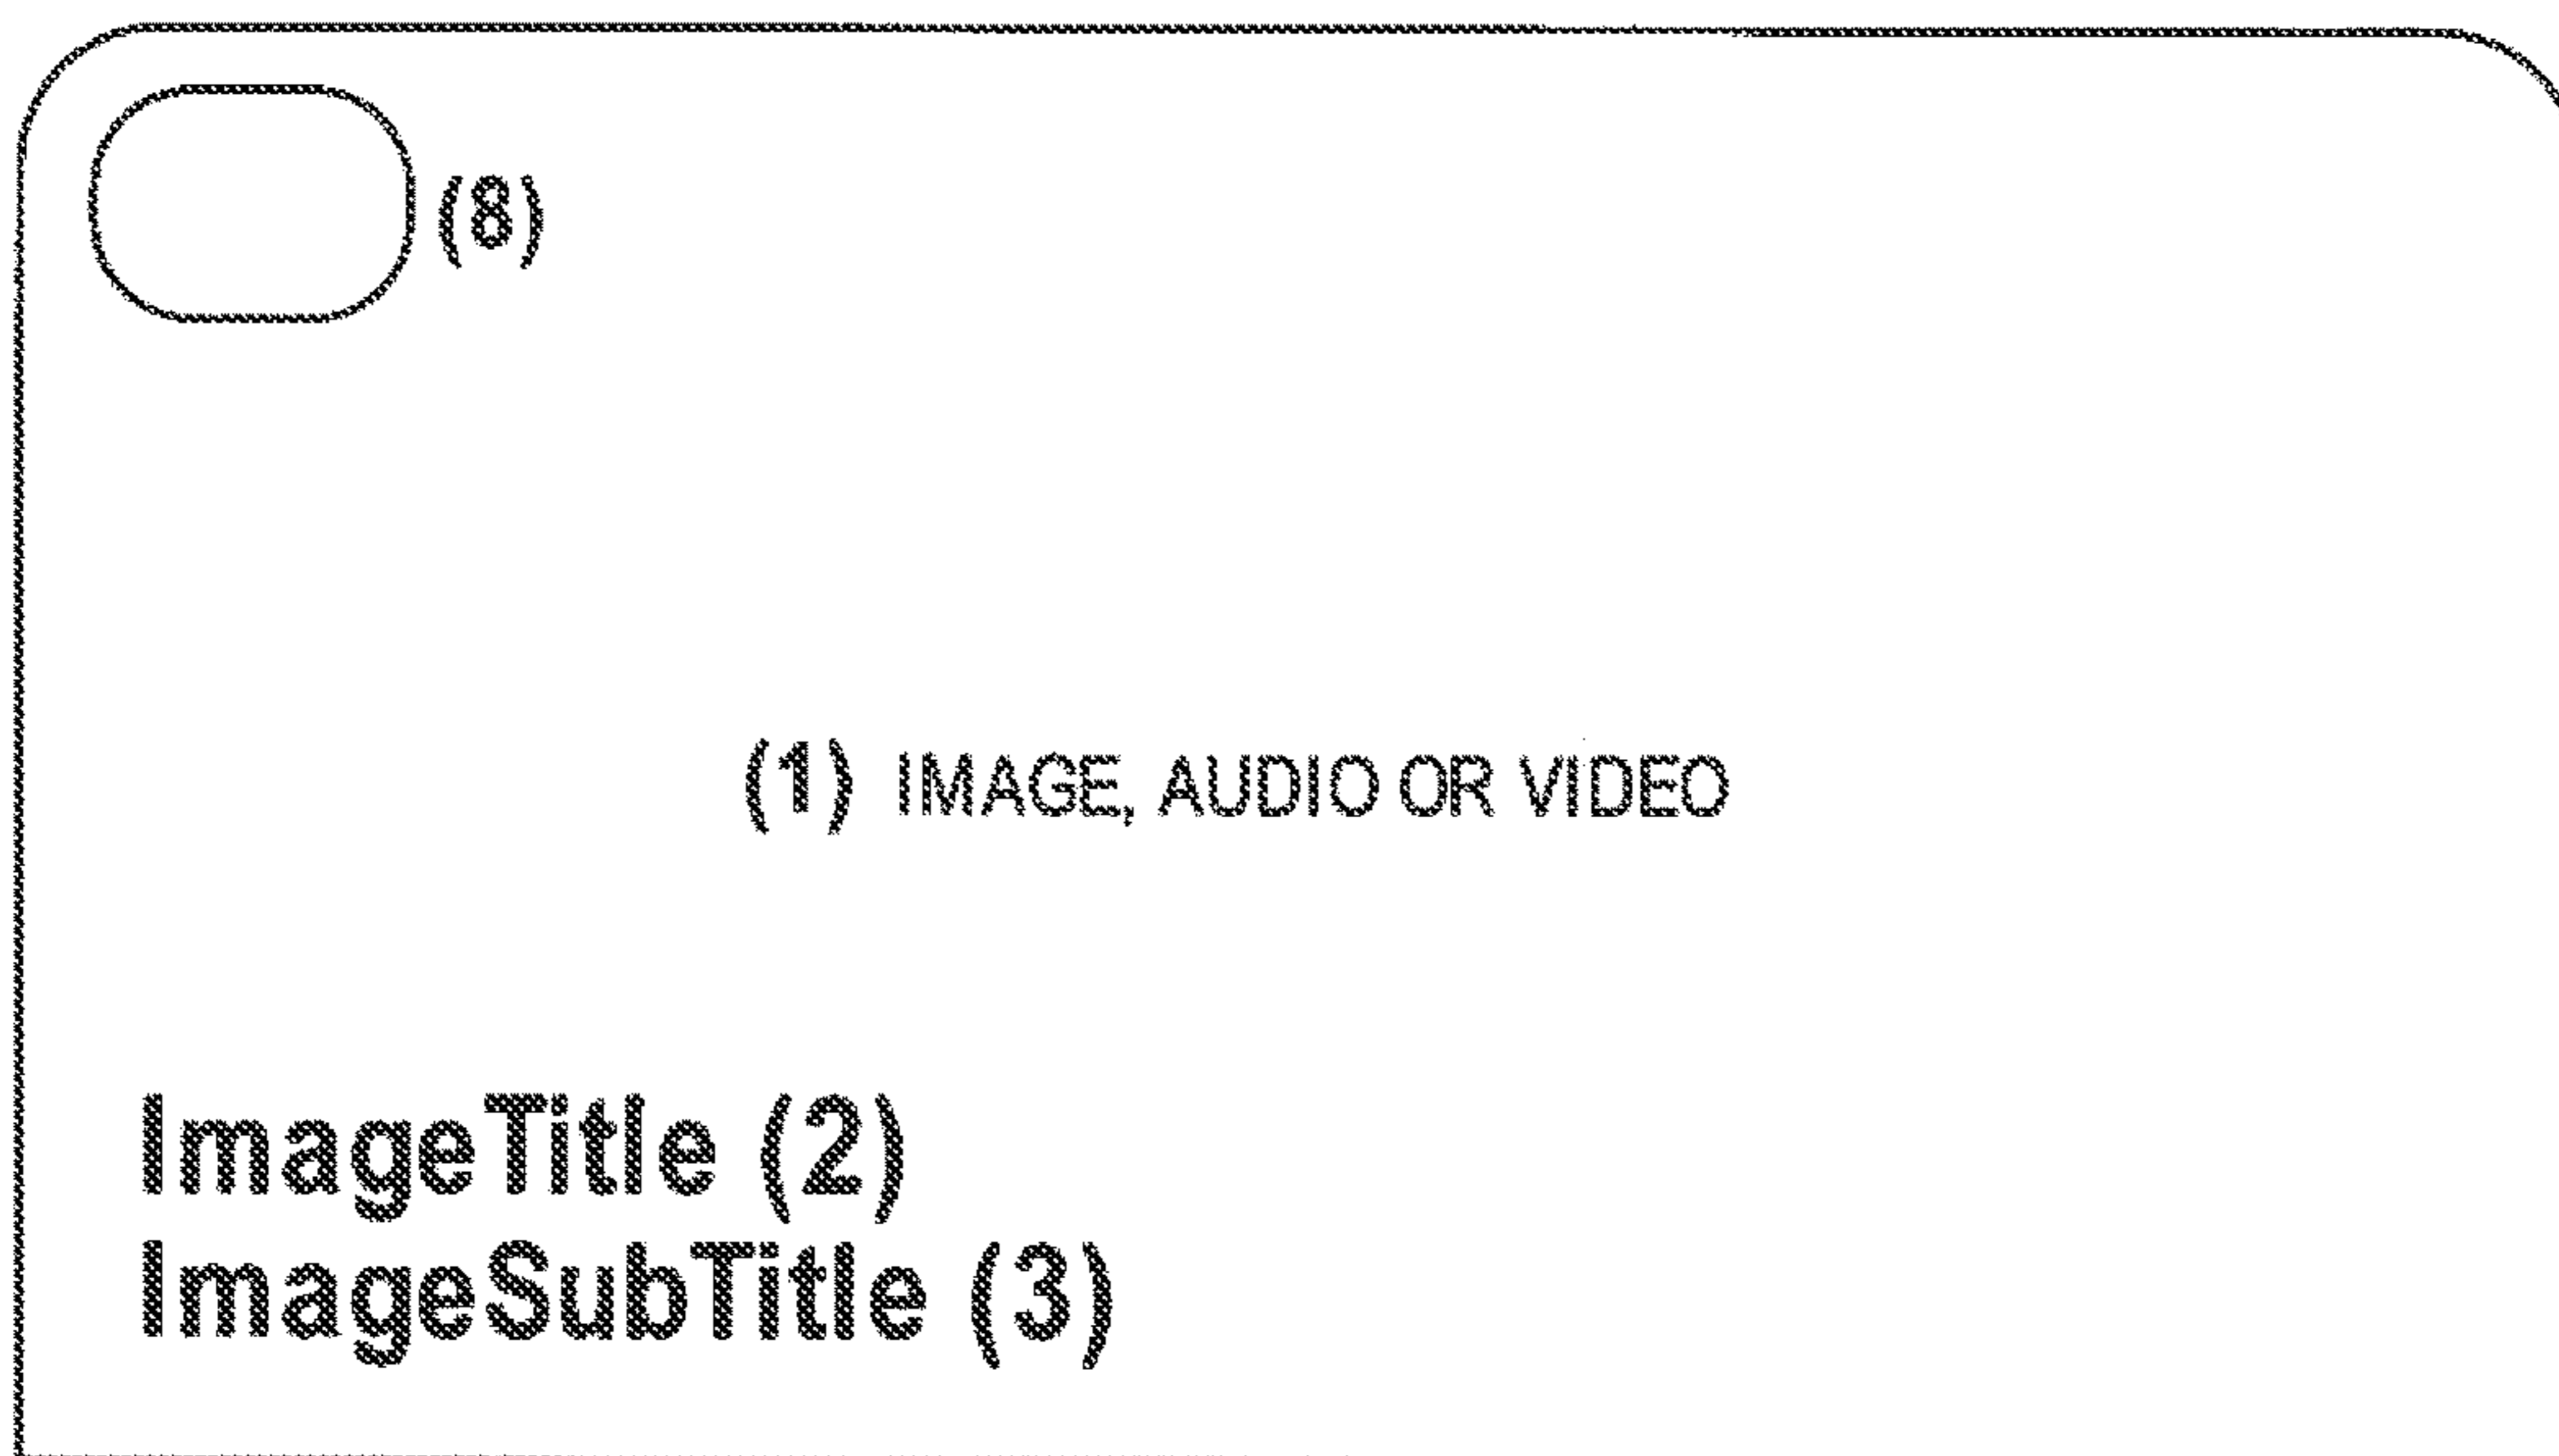 (8)
(1) IMAGE, AUDIO OR VIDEO
ImageTitle (2)
ImageSubTitle (3)